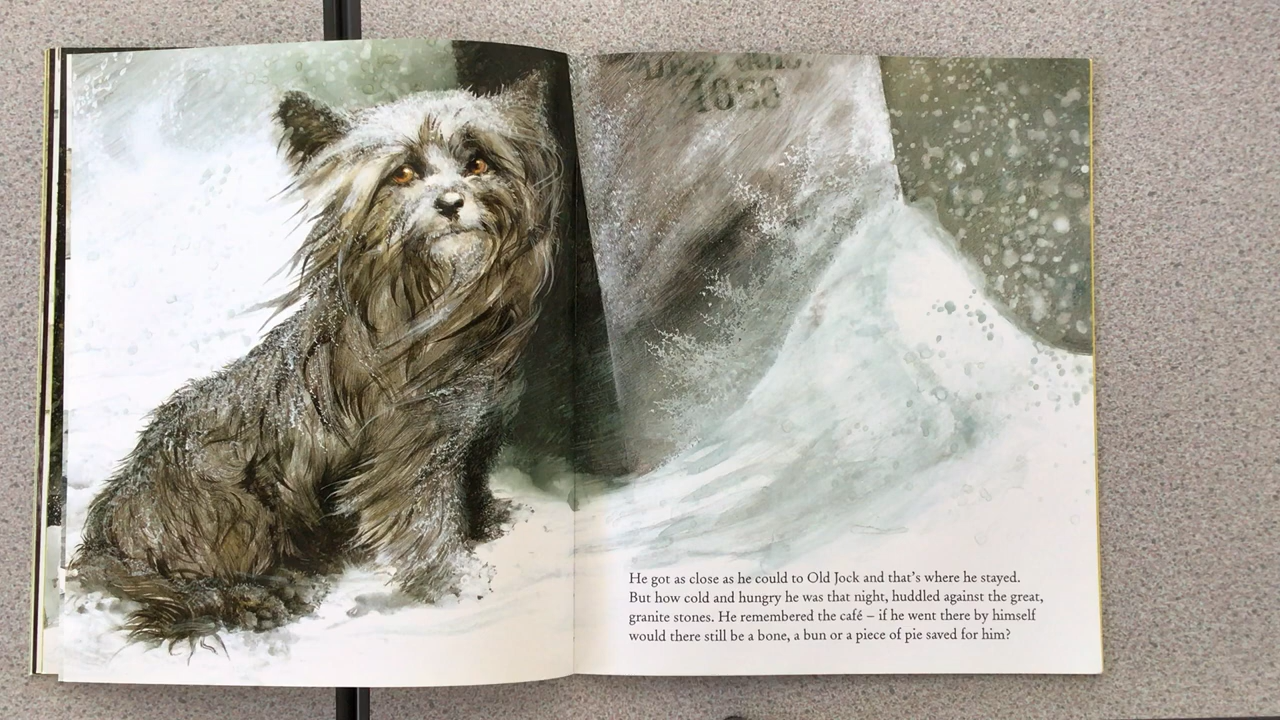 1858
He got as close as he could to Old Jock and that's where he stayed.
But how cold and hungry he was that night, huddled against the great,
granite stones. He remembered the café – if he went there by himself
would there still be a bone, a bun or a piece of pie saved for him?